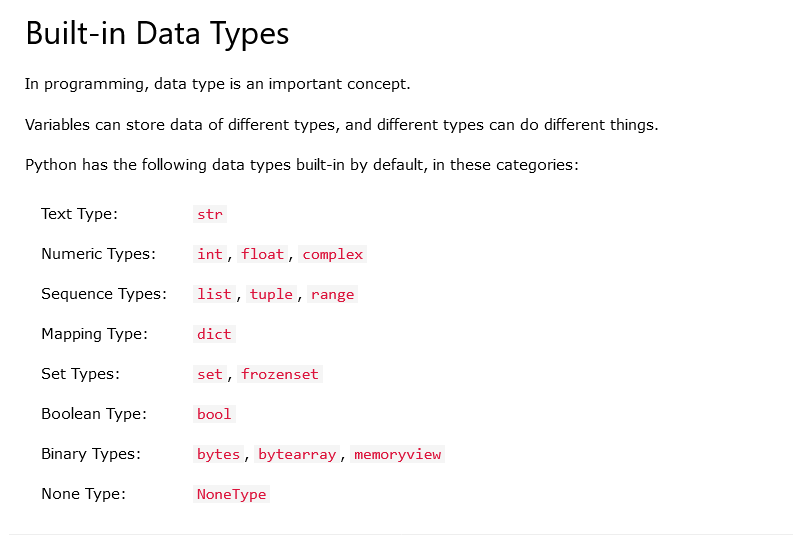 Built-in Data Types
In programming, data type is an important concept.
Variables can store data of different types, and different types can do different things.
Python has the following data types built-in by default, in these categories:
Text Type: str
Numeric Types: int, float, complex
Sequence Types: list, tuple, range
Mapping Type: dict
Set Types: set, frozenset
Boolean Type: bool
Binary Types: bytes, bytearray, memoryview
None Type: NoneType